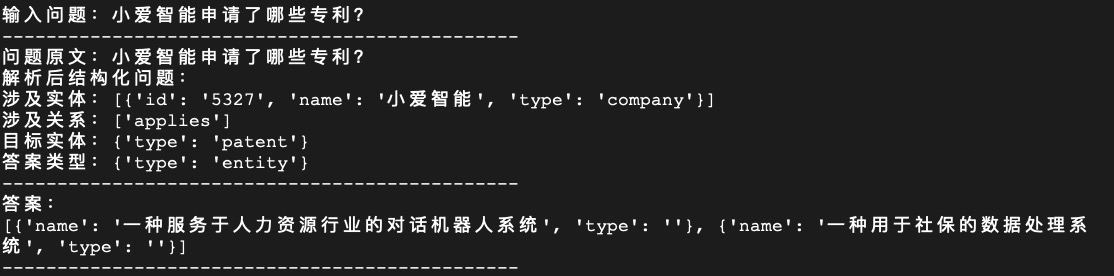 输入问题：小爱智能申请了哪些专利？
-----------------------------------------------
问题原文：小爱智能申请了哪些专利？
解析后结构化问题：
涉及实体：[{'id': '5327', 'name': '小爱智能', 'type': 'company'}]
涉及关系：['applies']
目标实体：{'type': 'patent'}
答案类型：{'type': 'entity'}
-----------------------------------------------
答案：
[{'name': '一种服务于人力资源行业的对话机器人系统', 'type': ''}, {'name': '一种用于社保的数据处理系
统', 'type': ''}]
-----------------------------------------------